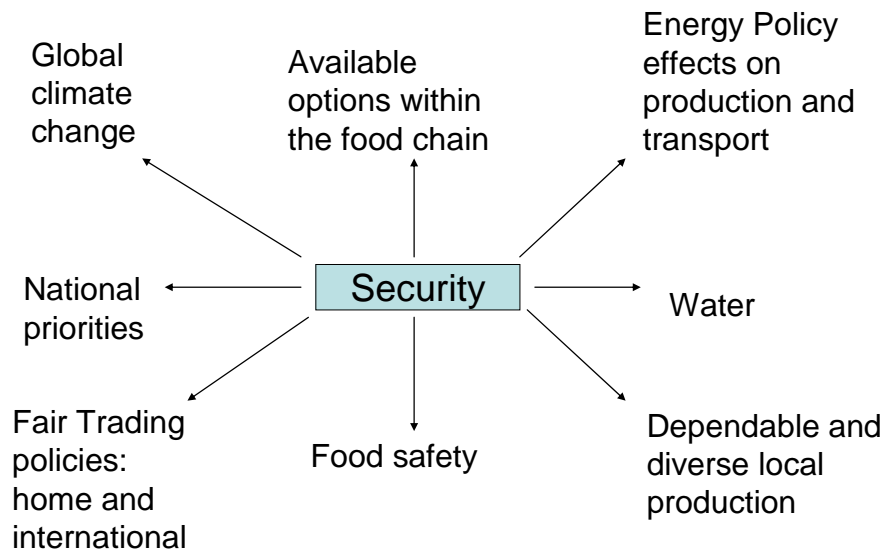 Global
climate
change
Available
options within
the food chain
Energy Policy
effects on
production and
transport
National
priorities
Security
Water
Fair Trading
policies:
home and
international
Food safety
Dependable and
diverse local
production